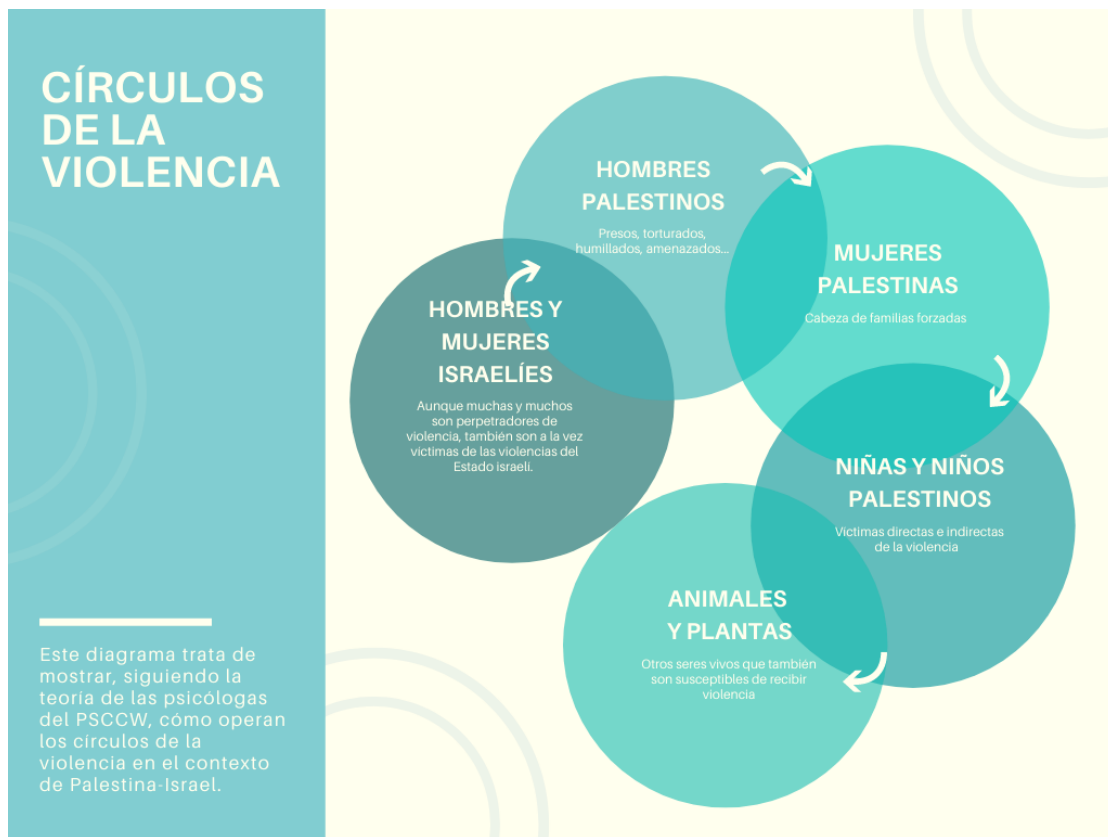 CÍRCULOS
DE LA
VIOLENCIA
Este diagrama trata de
mostrar, siguiendo la
teoría de las psicólogas
del PSCCW, cómo operan
los círculos de la
violencia en el contexto
de Palestina-Israel.
HOMBRES Y
MUJERES
ISRAELÍES
Aunque muchas y muchos
son perpetradores de
violencia, también son a la vez
víctimas de las violencias del
Estado israelí.
HOMBRES
PALESTINOS
Presos, torturados,
humillados, amenazados...
MUJERES
PALESTINAS
Cabeza de familias forzadas
NIÑAS Y NIÑOS
PALESTINOS
Víctimas directas e indirectas
de la violencia
ANIMALES
Y PLANTAS
Otros seres vivos que también
son susceptibles de recibir
violencia